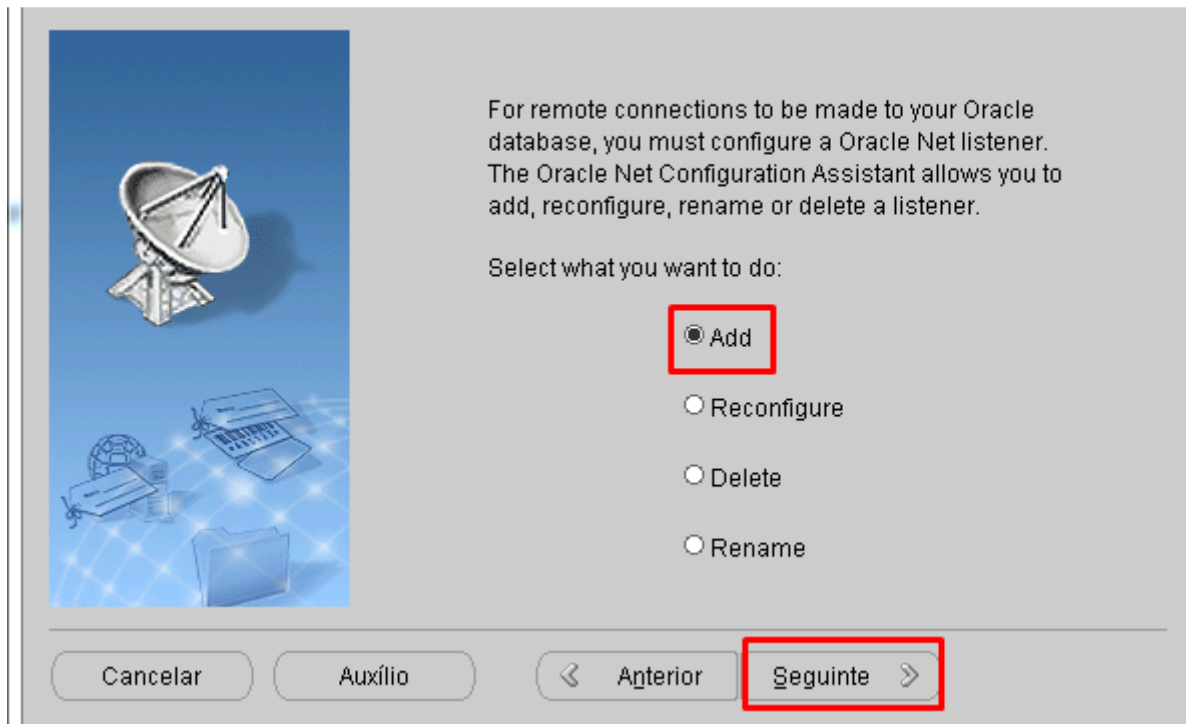 For remote connections to be made to your Oracle
database, you must configure a Oracle Net listener.
The Oracle Net Configuration Assistant allows you to
add, reconfigure, rename or delete a listener.
Select what you want to do:
Add
Reconfigure
Delete
Rename
Cancelar
Auxílio
Anterior
Seguinte